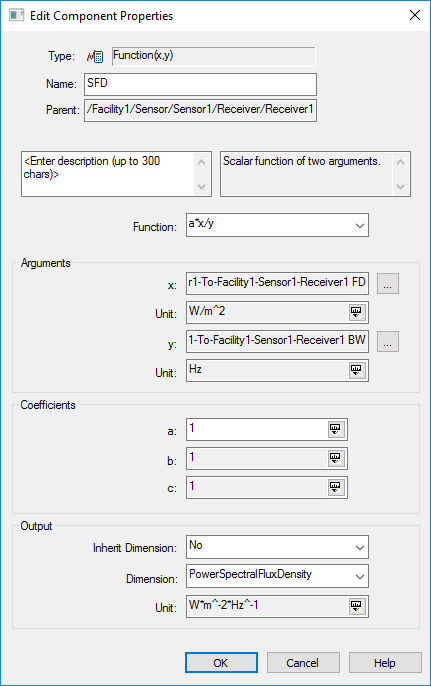 Edit Component Properties
Type: Function(x,y)
Name: SFD
Parent: /Facility1/Sensor/Sensor1/Receiver/Receiver1
<Enter description (up to 300
chars)>
Scalar function of two arguments.
Function: a*x/y
Arguments
x: r1-To-Facility1-Sensor1-Receiver1 FD ...
Unit: W/m^2
y: 1-To-Facility1-Sensor1-Receiver1 BW ...
Unit: Hz
Coefficients
a: 1
b: 1
c: 1
Output
Inherit Dimension: No
Dimension: PowerSpectralFluxDensity
Unit: W*m^-2*Hz^-1
OK Cancel Help